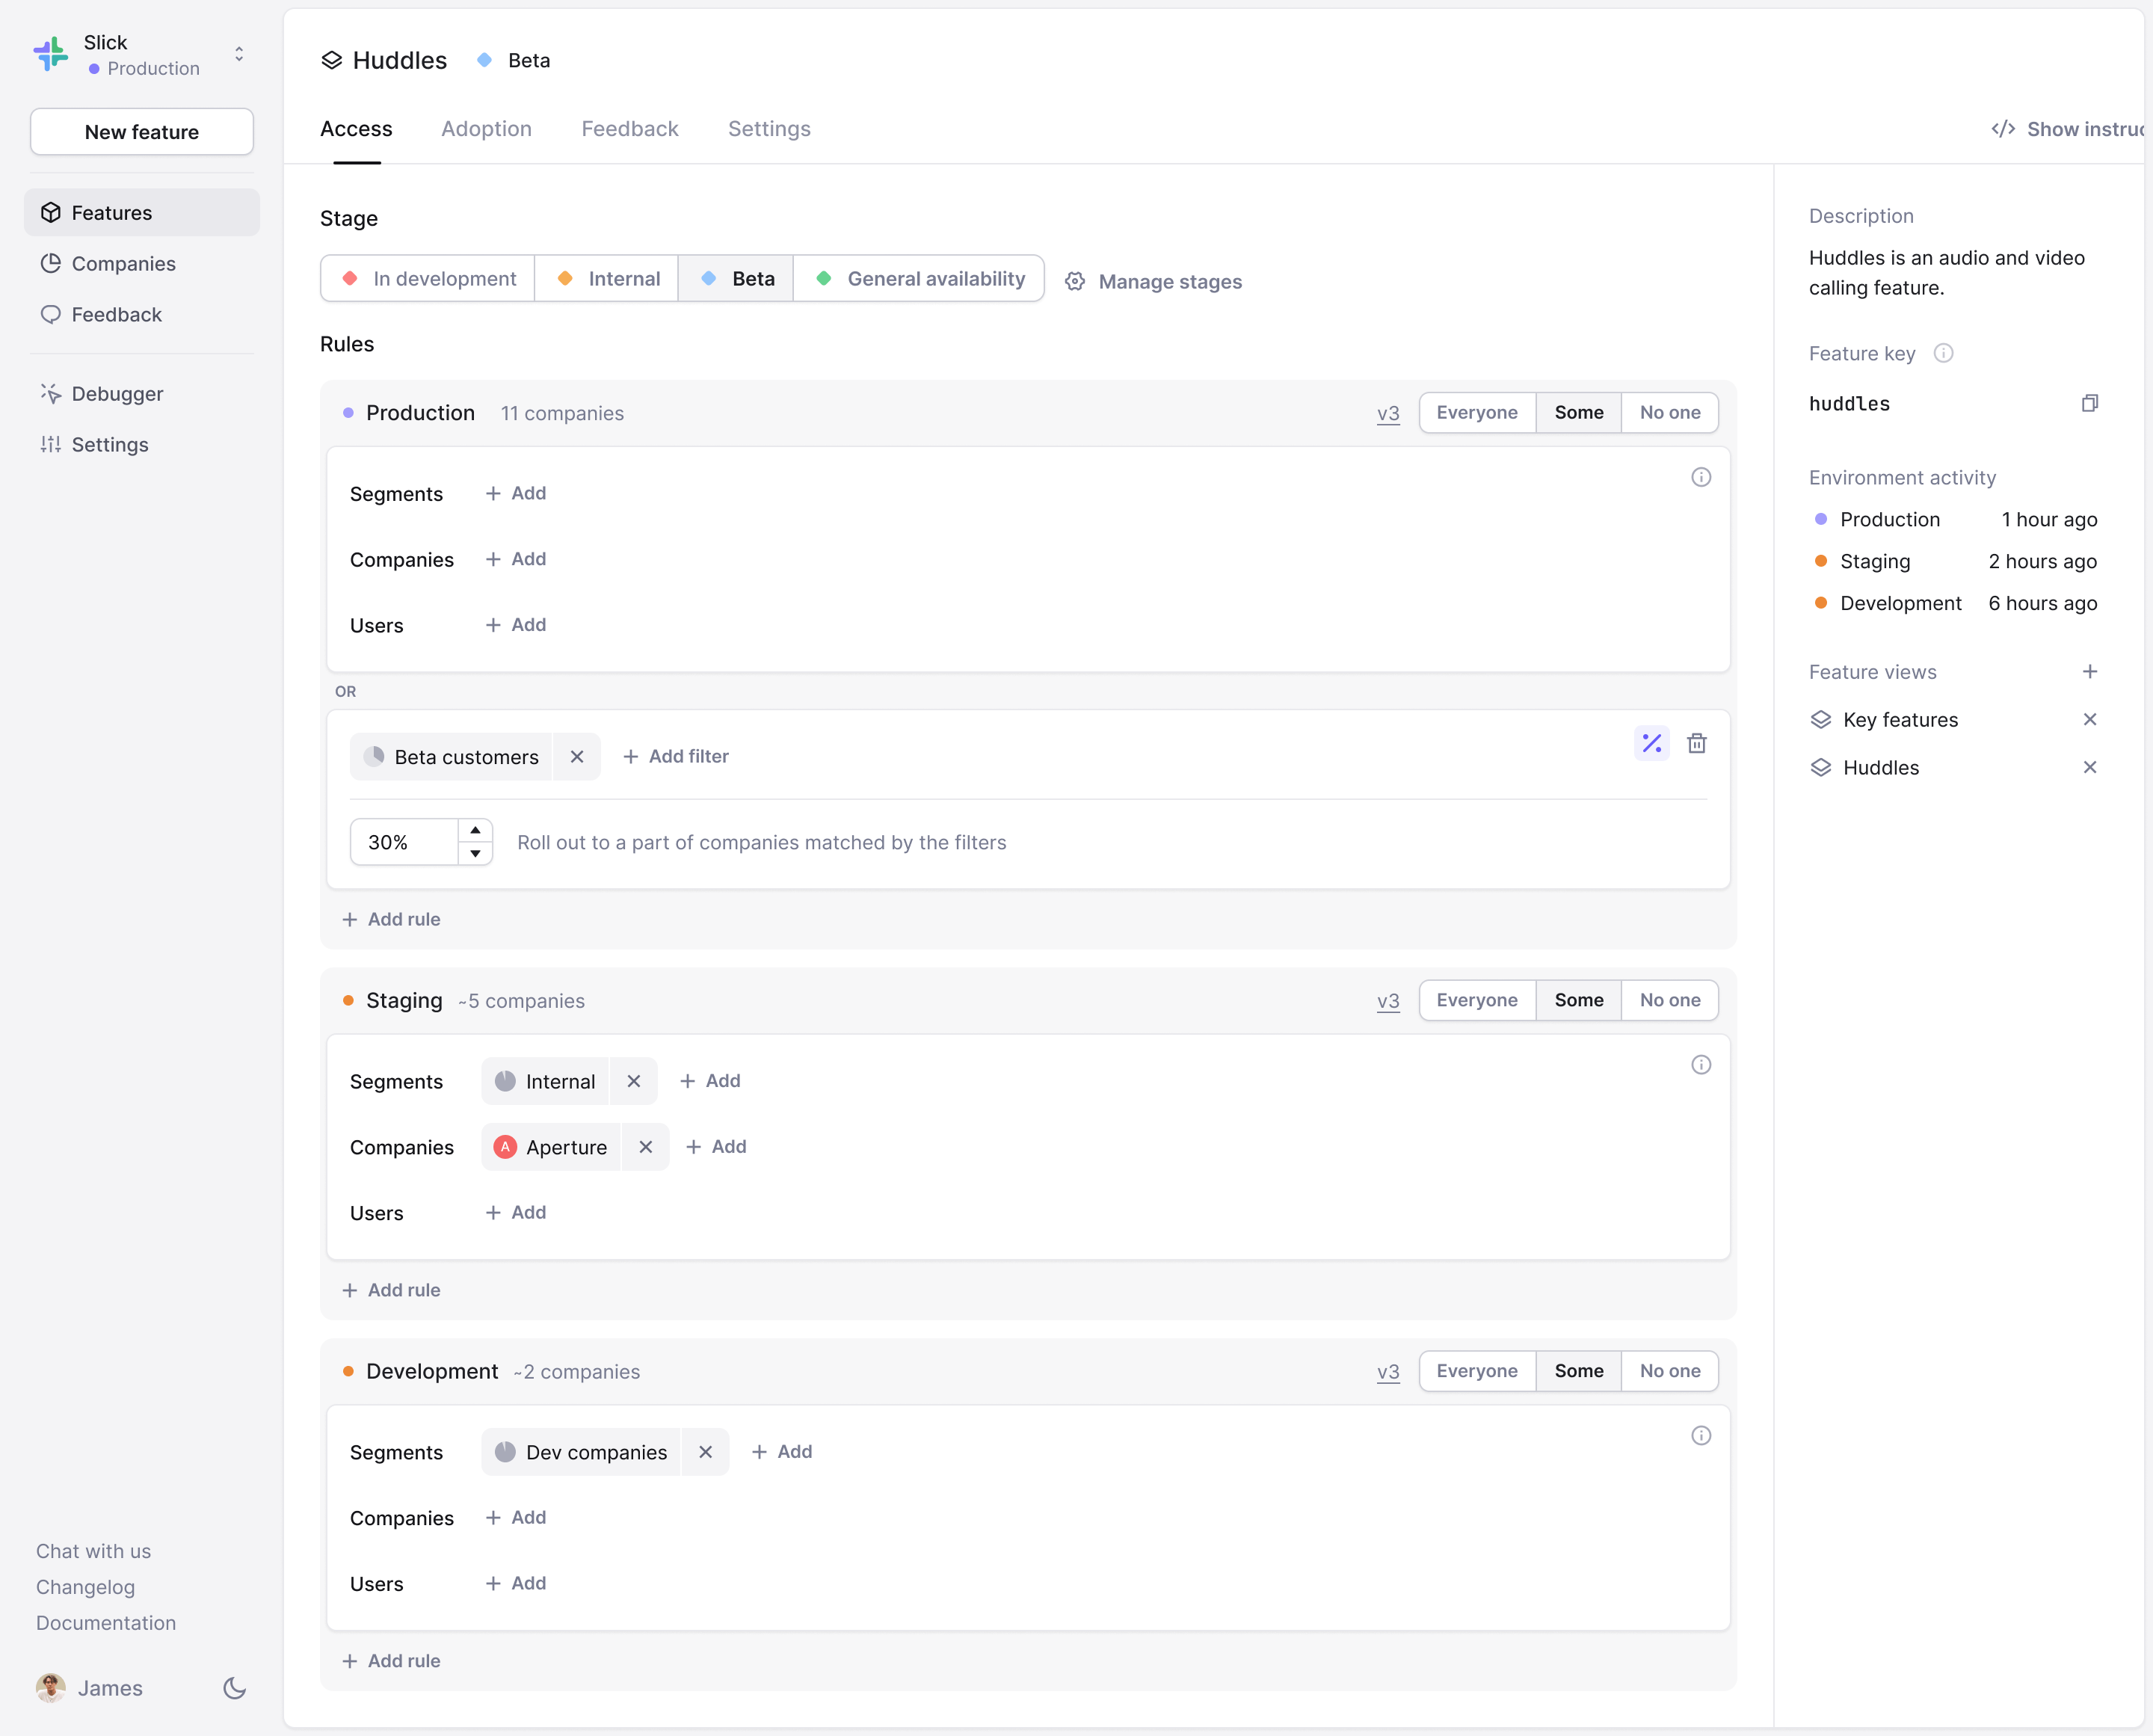 Slick
Production
New feature
Features
Companies
Feedback
Debugger
Settings
Chat with us
Changelog
Documentation
James
Huddles Beta
Access Adoption Feedback Settings
</> Show instruc
Stage
In development Internal Beta General availability Manage stages
Rules
Production 11 companies v3 Everyone Some No one
Segments + Add
Companies + Add
Users + Add
OR
Beta customers × + Add filter
30% Roll out to a part of companies matched by the filters
+ Add rule
Staging ~5 companies v3 Everyone Some No one
Segments Internal × + Add
Companies A Aperture × + Add
Users + Add
+ Add rule
Development ~2 companies v3 Everyone Some No one
Segments Dev companies × + Add
Companies + Add
Users + Add
+ Add rule
Description
Huddles is an audio and video
calling feature.
Feature key
huddles
Environment activity
Production 1 hour ago
Staging 2 hours ago
Development 6 hours ago
Feature views +
Key features ×
Huddles ×